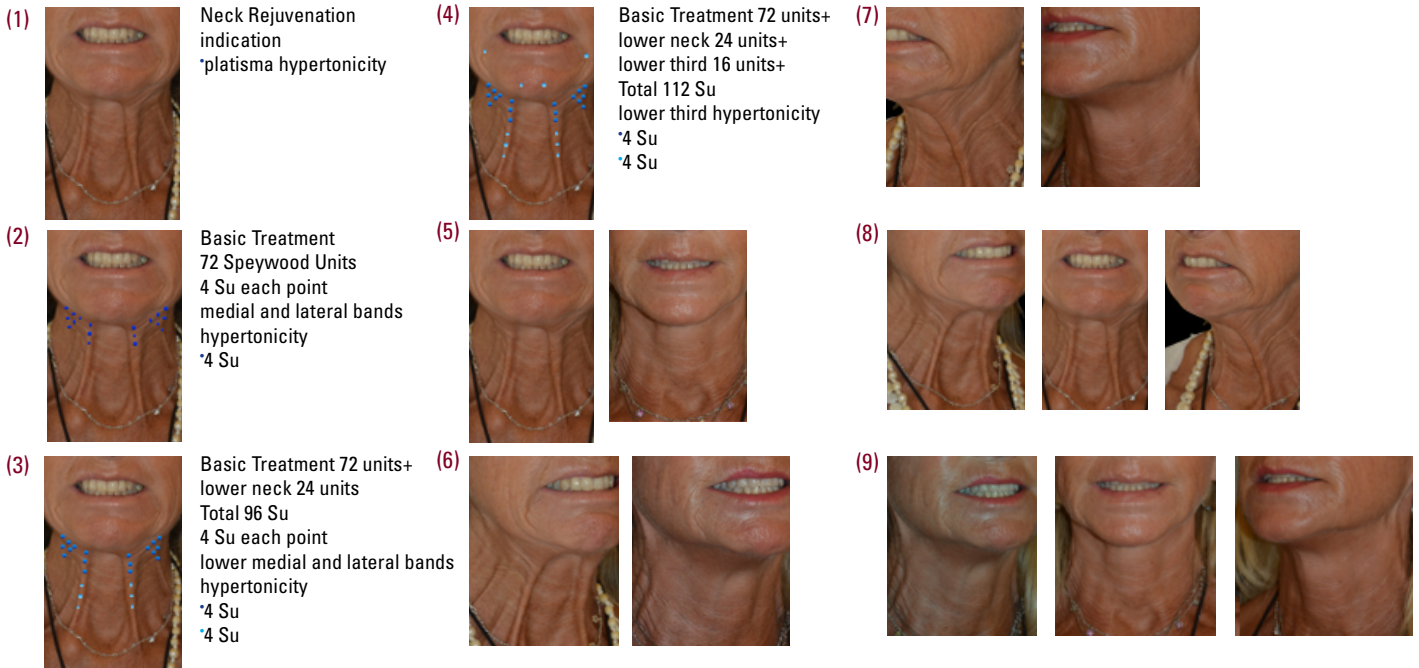 (1)
Neck Rejuvenation
indication
•platisma hypertonicity
(2)
Basic Treatment
72 Speywood Units
4 Su each point
medial and lateral bands
hypertonicity
•4 Su
(3)
Basic Treatment 72 units+
lower neck 24 units
Total 96 Su
4 Su each point
lower medial and lateral bands
hypertonicity
•4 Su
•4 Su
(4)
Basic Treatment 72 units+
lower neck 24 units+
lower third 16 units+
Total 112 Su
lower third hypertonicity
•4 Su
•4 Su
(5)
(6)
(7)
(8)
(9)